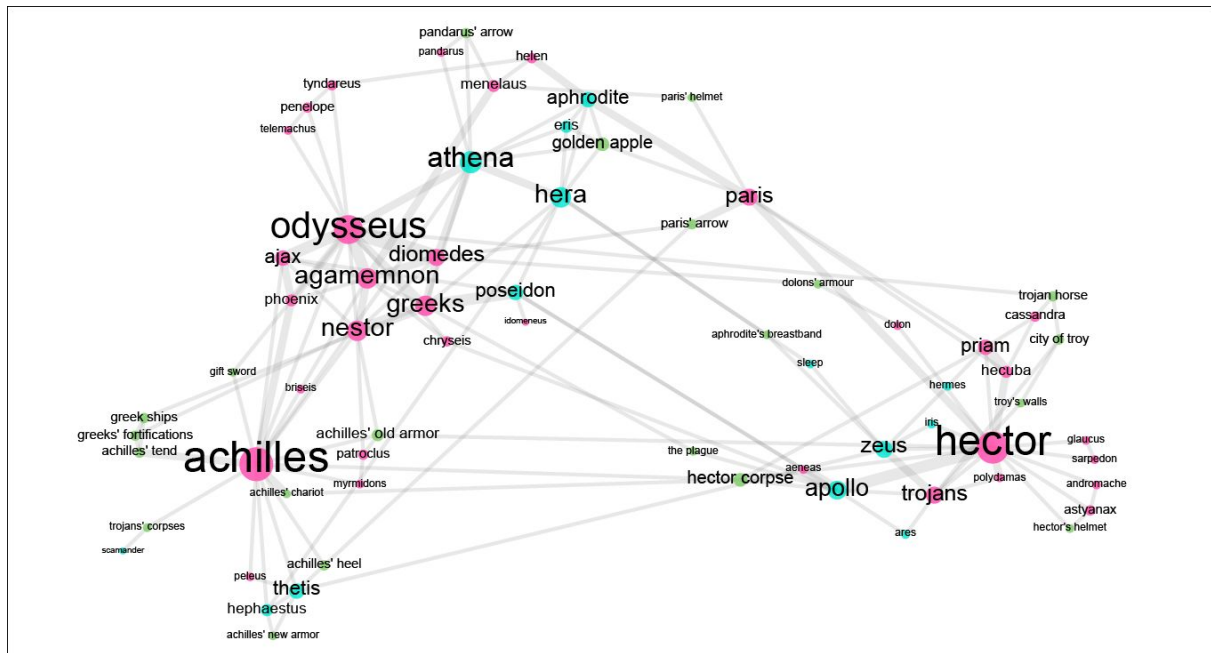 pandarus' arrow
pandarus
helen
tyndareus
menelaus
aphrodite
paris' helmet
penelope
telemachus
eris
golden apple
athena
hera
paris
odysseus
paris' arrow
ajax
diomedes
agamemnon
dolons' armour
poseidon
phoenix
greeks
trojan horse
cassandra
idomeneus
dolon
nestor
chryseis
aphrodite's breastband
city of troy
priam
sleep
hecuba
gift sword
briseis
hermes
troy's walls
greek ships
iris
greeks' fortifications
achilles' old armor
zeus
hector
glaucus
achilles' tend
achilles
patroclus
the plague
sarpedon
aeneas
hector corpse
polydamas
myrmidons
apollo
trojans
andromache
achilles' chariot
astyanax
trojans' corpses
hector's helmet
ares
scamander
achilles' heel
peleus
thetis
hephaestus
achilles' new armor